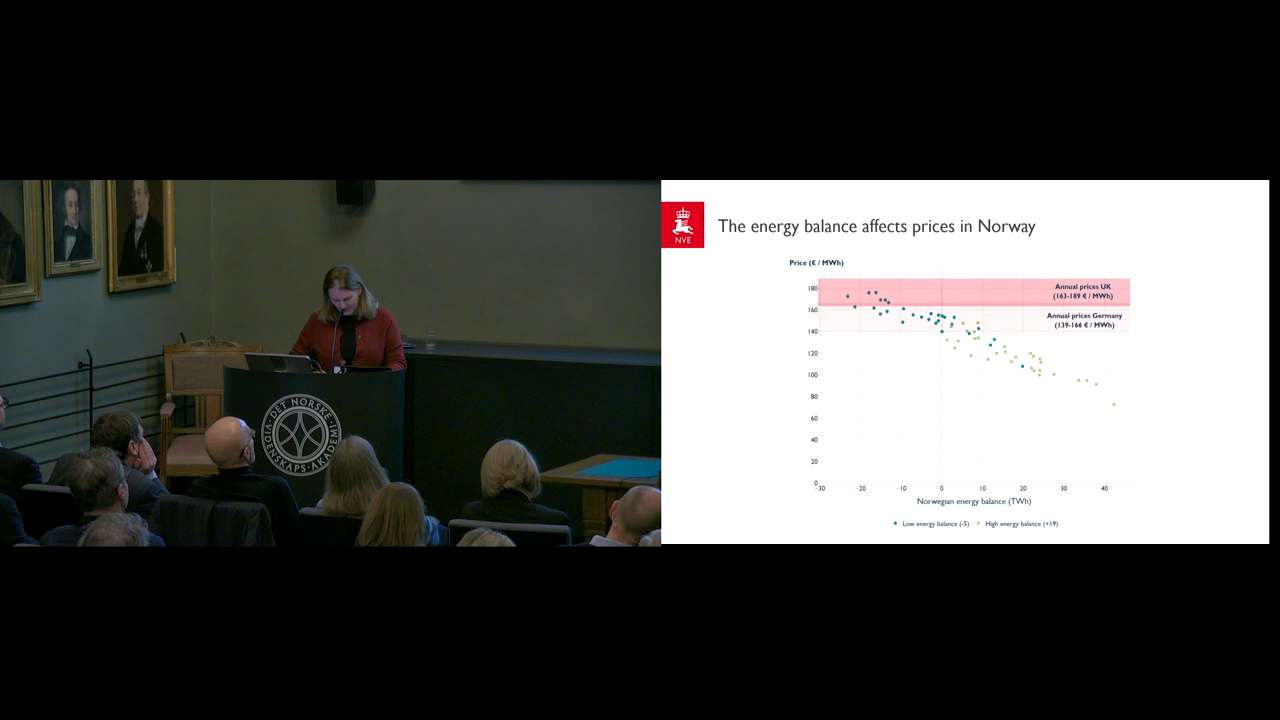 DET NORSKE
VIDENSKAPS-AKADEMI
NVE
The energy balance affects prices in Norway
Price (€ / MWh)
180
160
140
120
100
80
60
40
20
0
Annual prices UK
(163-189 € / MWh)
Annual prices Germany
(139-166 € / MWh)
-30 -20 -10 0 10 20 30 40
Norwegian energy balance (TWh)
Low energy balance (-5) High energy balance (+19)